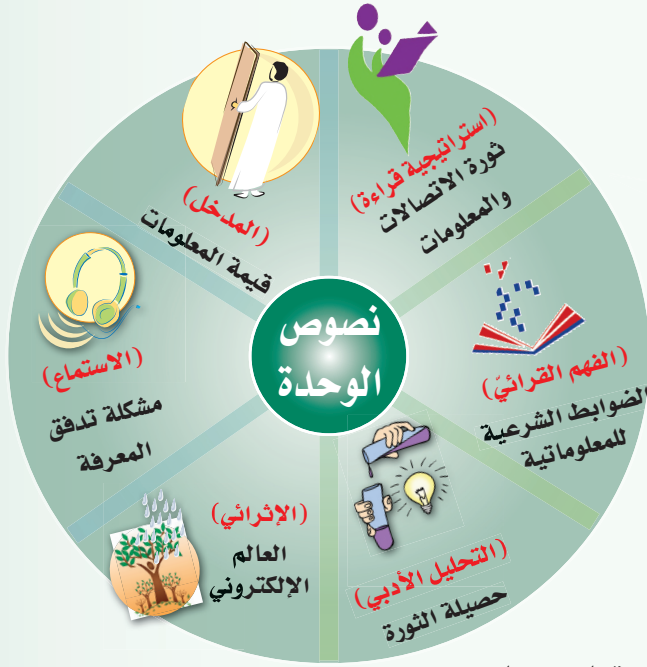 نصوص
الوحدة
(استراتيجية قراءة)
ثورة الاتصالات
والمعلومات
(الفهم القرائيّ)
الضوابط الشرعية
للمعلوماتية
(التحليل الأدبي)
حصيلة الثورة
(الإثرائي)
العالم
الإلكتروني
(الاستماع)
مشكلة تدفق
المعرفة
(المدخل)
قيمة المعلومات